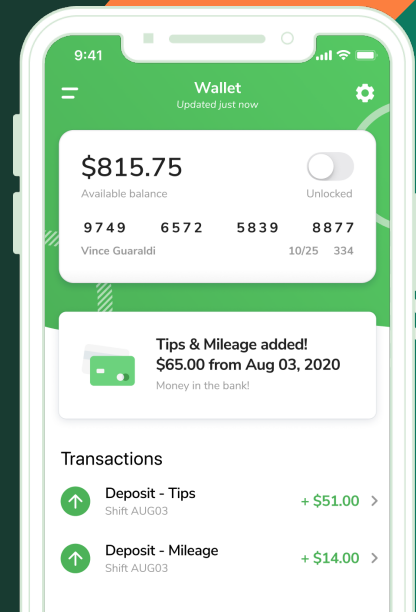 9:41
Wallet
Updated just now
$815.75
Available balance
Unlocked
9749 6572 5839 8877
Vince Guaraldi 10/25 334
Tips & Mileage added!
$65.00 from Aug 03, 2020
Money in the bank!
Transactions
Deposit - Tips
+ $51.00
Shift AUG03
Deposit - Mileage
+ $14.00
Shift AUG03